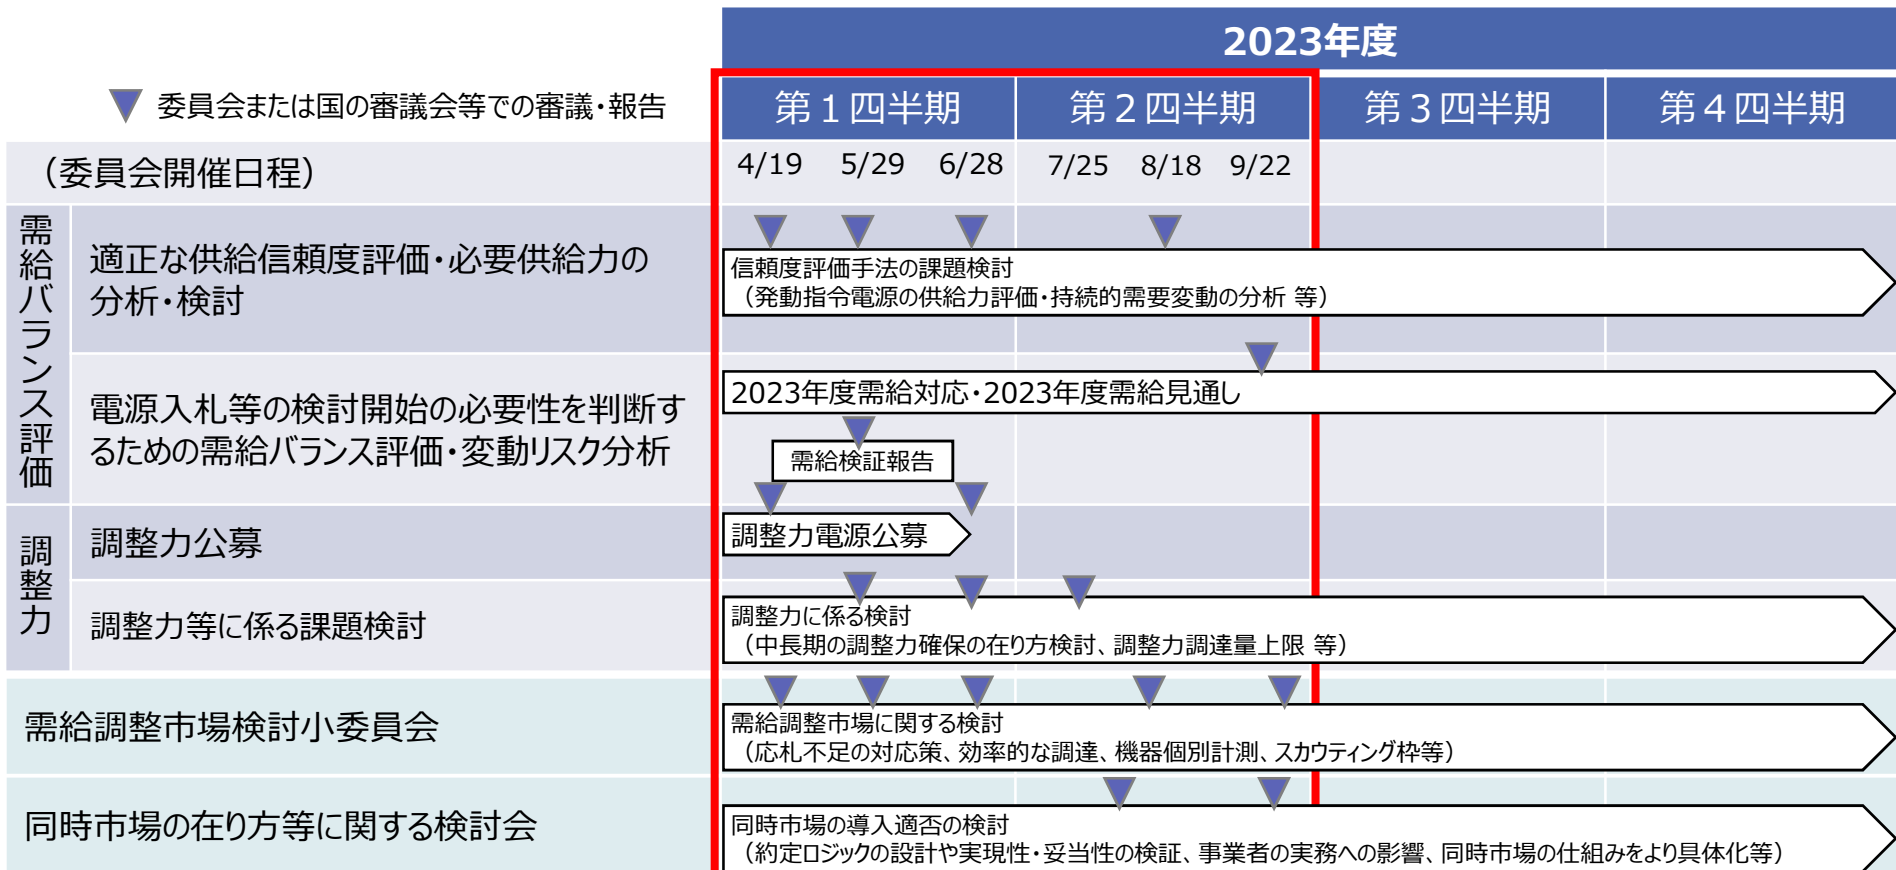 2023年度
委員会または国の審議会等での審議・報告
第1四半期
第2四半期
第3四半期
第4四半期
(委員会開催日程)
4/19
5/29
6/28
7/25
8/18
9/22
需給バランス評価
適正な供給信頼度評価・必要供給力の
分析・検討
信頼度評価手法の課題検討
(発動指令電源の供給力評価・持続的需要変動の分析 等)
電源入札等の検討開始の必要性を判断す
るための需給バランス評価・変動リスク分析
2023年度需給対応・2023年度需給見通し
需給検証報告
調整力
調整力公募
調整力電源公募
調整力等に係る課題検討
調整力に係る検討
(中長期の調整力確保の在り方検討、調整力調達量上限 等)
需給調整市場検討小委員会
需給調整市場に関する検討
(応札不足の対応策、効率的な調達、機器個別計測、スカウティング枠等)
同時市場の在り方等に関する検討会
同時市場の導入適否の検討
(約定ロジックの設計や実現性・妥当性の検証、事業者の実務への影響、同時市場の仕組みをより具体化等)